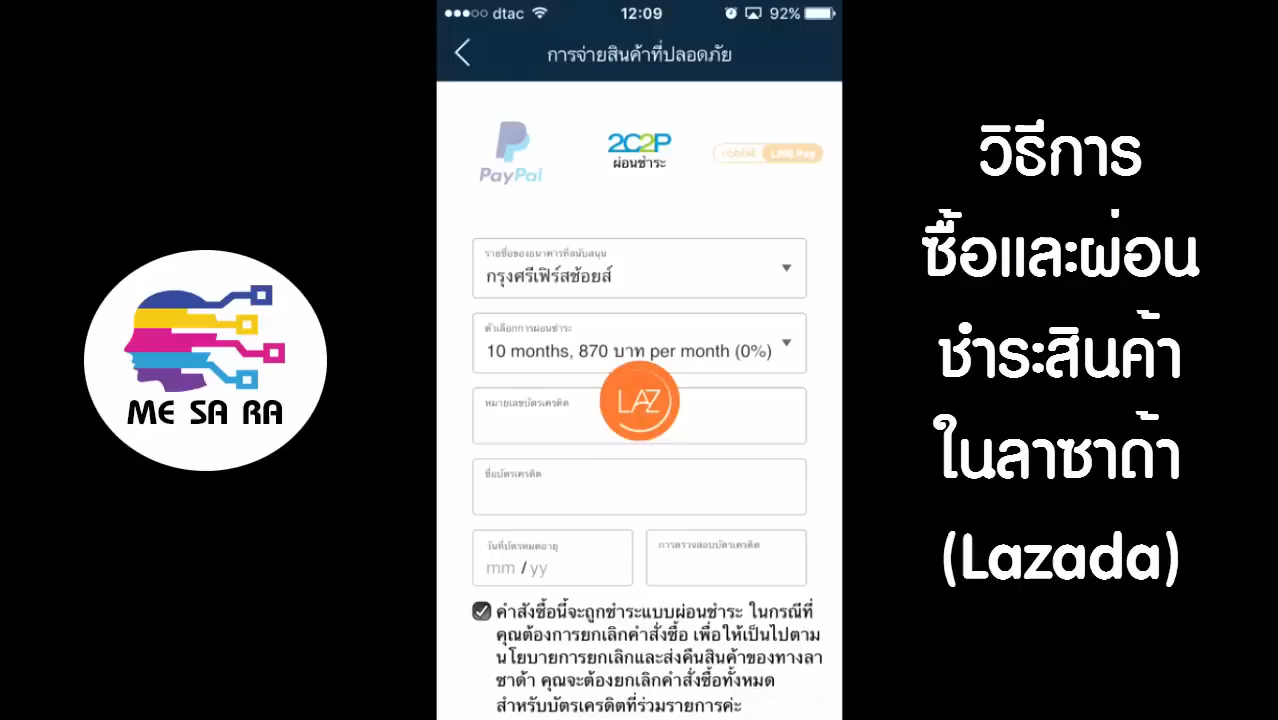 dtac
12:09
92%
การจ่ายสินค้าที่ปลอดภัย
PayPal
2C2P
ผ่อนชำระ
rabbit LINE Pay
รายชื่อของธนาคารที่สนับสนุน
กรุงศรีเฟิร์สช้อยส์
ตัวเลือกการผ่อนชำระ
10 months, 870 บาท per month (0%)
หมายเลขบัตรเครดิต
LAZ
ชื่อบัตรเครดิต
วันที่บัตรหมดอายุ
mm / yy
การตรวจสอบบัตรเครดิต
คำสั่งซื้อนี้จะถูกชำระแบบผ่อนชำระ ในกรณีที่
คุณต้องการยกเลิกคำสั่งซื้อ เพื่อให้เป็นไปตาม
นโยบายการยกเลิกและส่งคืนสินค้าของทางลา
ซาด้า คุณจะต้องยกเลิกคำสั่งซื้อทั้งหมด
สำหรับบัตรเครดิตที่ร่วมรายการค่ะ
ME SA RA
วิธีการ
ซื้อและผ่อน
ชำระสินค้า
ในลาซาด้า
(Lazada)